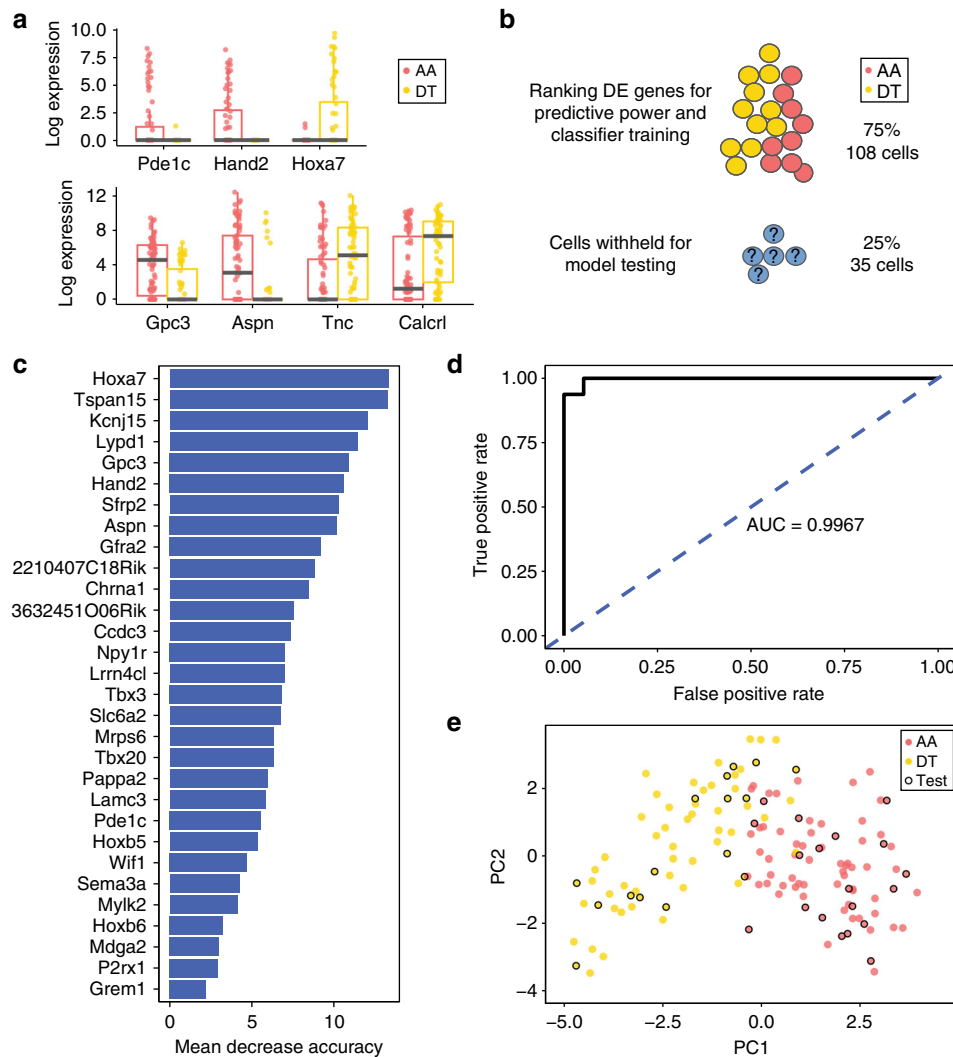 a
Log expression
10.0
7.5
5.0
2.5
0.0
AA
DT
Pde1c Hand2 Hoxa7
Log expression
12
8
4
0
Gpc3 Aspn Tnc Calcrl
b
Ranking DE genes for
predictive power and
classifier training
AA
DT
75%
108 cells
Cells withheld for
model testing
?
? ? ?
?
25%
35 cells
c
Hoxa7
Tspan15
Kcnj15
Lypd1
Gpc3
Hand2
Sfrp2
Aspn
Gfra2
2210407C18Rik
Chrna1
3632451O06Rik
Ccdc3
Npy1r
Lrrn4cl
Tbx3
Slc6a2
Mrps6
Tbx20
Pappa2
Lamc3
Pde1c
Hoxb5
Wif1
Sema3a
Mylk2
Hoxb6
Mdga2
P2rx1
Grem1
0 5 10
Mean decrease accuracy
d
True positive rate
1.00
0.75
0.50
0.25
0.00
AUC = 0.9967
0.00 0.25 0.50 0.75 1.00
False positive rate
e
PC2
2
0
−2
−4
AA
DT
Test
−5.0 −2.5 0.0 2.5
PC1